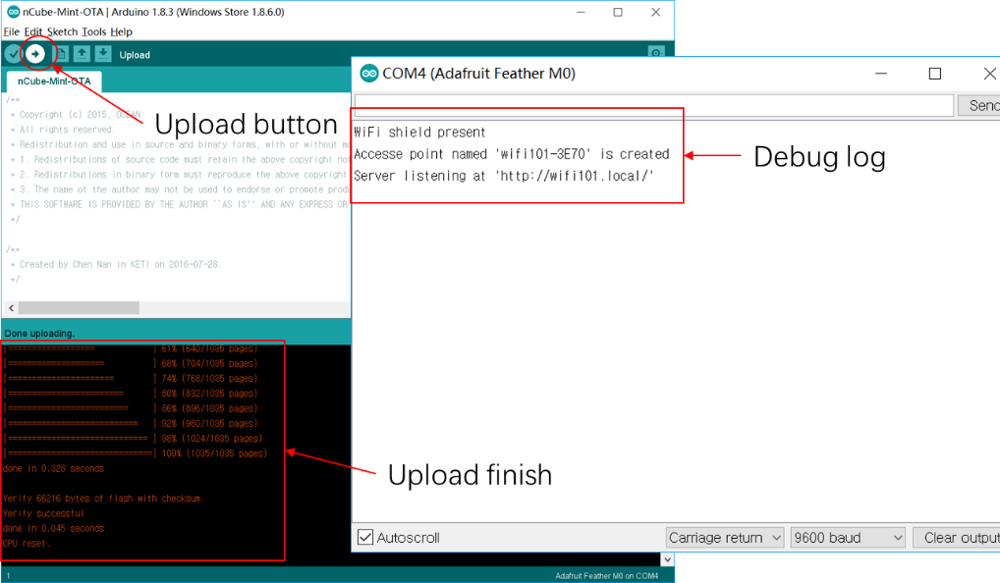 nCube-Mint-OTA | Arduino 1.8.3 (Windows Store 1.8.6.0)
File Edit Sketch Tools Help
Upload
nCube-Mint-OTA
/**
* Copyright (c) 2015, OCEAN
* All rights reserved.
* Redistribution and use in source and binary forms, with or without
* 1. Redistributions of source code must retain the above copyright
* 2. Redistributions in binary form must reproduce the above copyright
* 3. The name of the author may not be used to endorse or promote
* THIS SOFTWARE IS PROVIDED BY THE AUTHOR ``AS IS'' AND ANY EXPRESS OR
*/
/**
* Created by Chen Nan in KETI on 2016-07-28.
*/
Upload button
Done uploading.
[=================== ] 61% (640/1035 pages)
[===================== ] 68% (704/1035 pages)
[======================= ] 74% (768/1035 pages)
[========================= ] 80% (832/1035 pages)
[========================== ] 86% (896/1035 pages)
[============================ ] 92% (960/1035 pages)
[============================== ] 98% (1024/1035 pages)
[===============================] 100% (1035/1035 pages)
done in 0.328 seconds
Verify 66216 bytes of flash with checksum.
Verify successful
done in 0.045 seconds
CPU reset.
Upload finish
1
Adafruit Feather M0 on COM4
COM4 (Adafruit Feather M0)
Send
WiFi shield present
Accesse point named 'wifi101-3E70' is created
Server listening at 'http://wifi101.local/'
Debug log
Autoscroll
Carriage return
9600 baud
Clear output